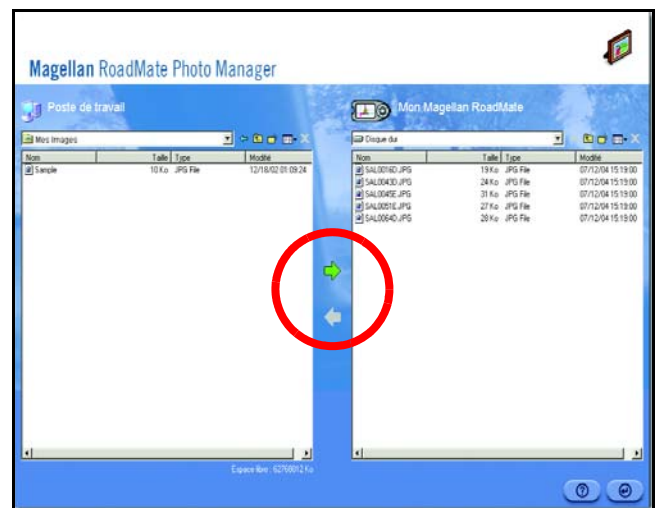 Magellan RoadMate Photo Manager
Poste de travail
Mon Magellan RoadMate
Mes Images
Disque dur
Nom Taille Type Modifié
Nom Taille Type Modifié
Sample 10 Ko JPG File 12/18/02 01:09:24
SAL0016D.JPG 19 Ko JPG File 07/12/04 15:19:00
SAL0043D.JPG 24 Ko JPG File 07/12/04 15:19:00
SAL0045E.JPG 31 Ko JPG File 07/12/04 15:19:00
SAL0051E.JPG 27 Ko JPG File 07/12/04 15:19:00
SAL0064D.JPG 28 Ko JPG File 07/12/04 15:19:00
Espace libre : 62760012 Ko